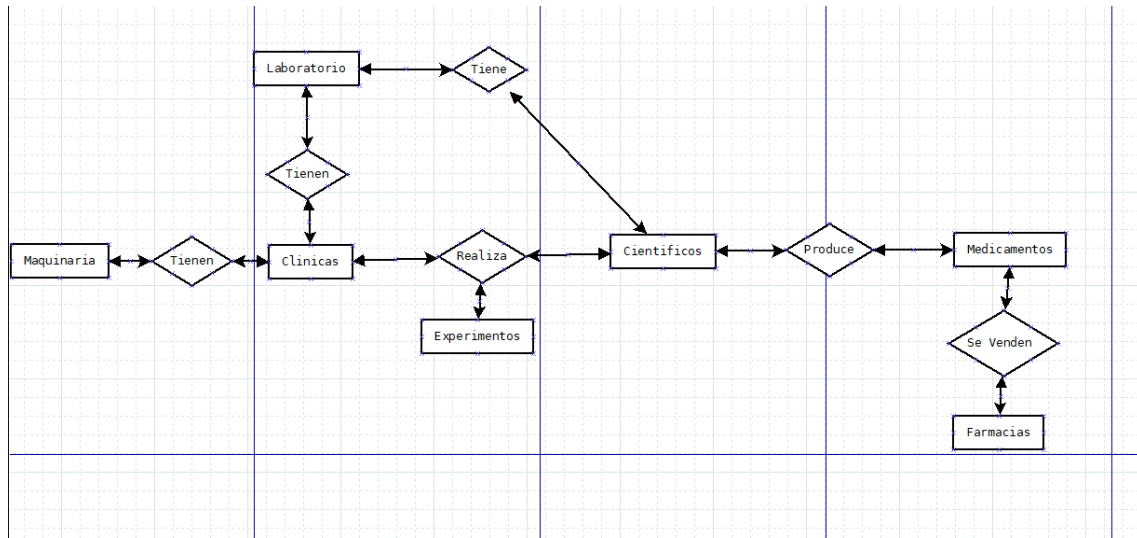 Laboratorio
Tiene
Tienen
Maquinaria
Tienen
Clinicas
Realiza
Cientificos
Produce
Medicamentos
Experimentos
Se Venden
Farmacias